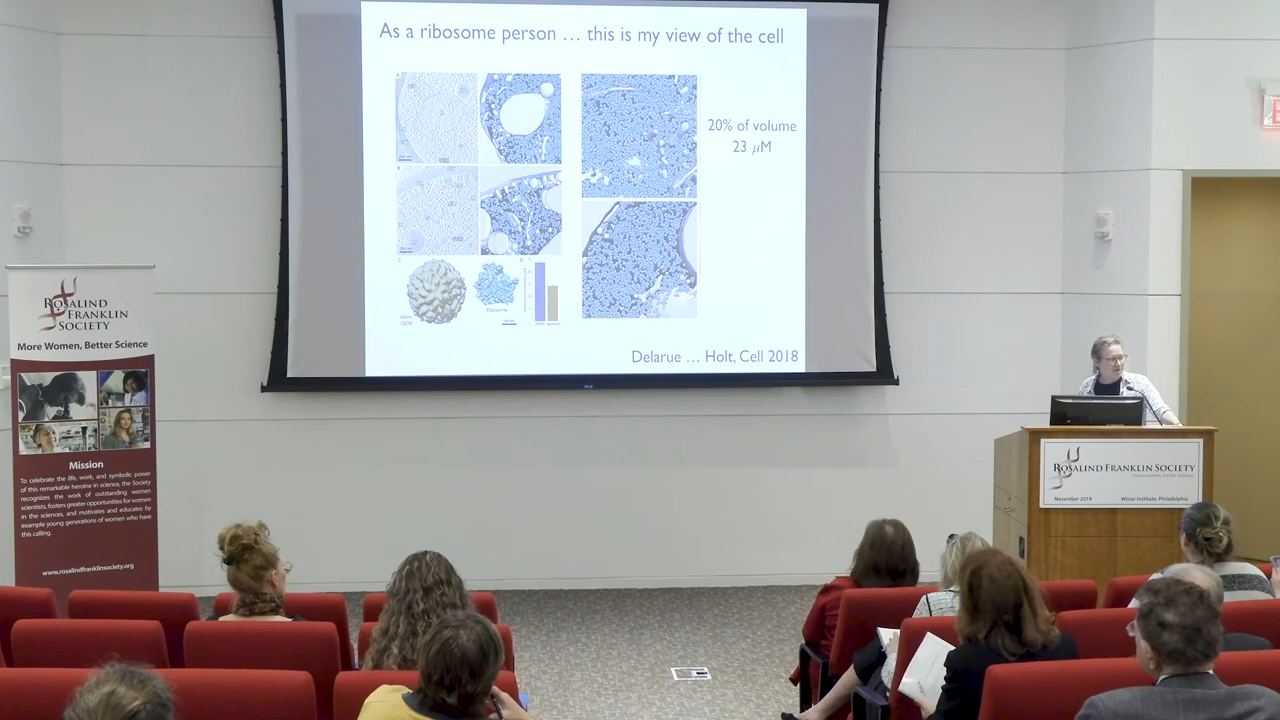 As a ribosome person … this is my view of the cell
20% of volume
23 μM
Ribosome
Delarue … Holt, Cell 2018
ROSALIND
FRANKLIN
SOCIETY
More Women, Better Science
Mission
To celebrate the life, work, and symbolic power
of this remarkable heroine in science, the Society
recognizes the work of outstanding women
scientists, fosters greater opportunities for women
in the sciences, and motivates and educates by
example young generations of women who have
this calling.
www.rosalindfranklinsociety.org
ROSALIND FRANKLIN SOCIETY
November 2019
Wistar Institute, Philadelphia